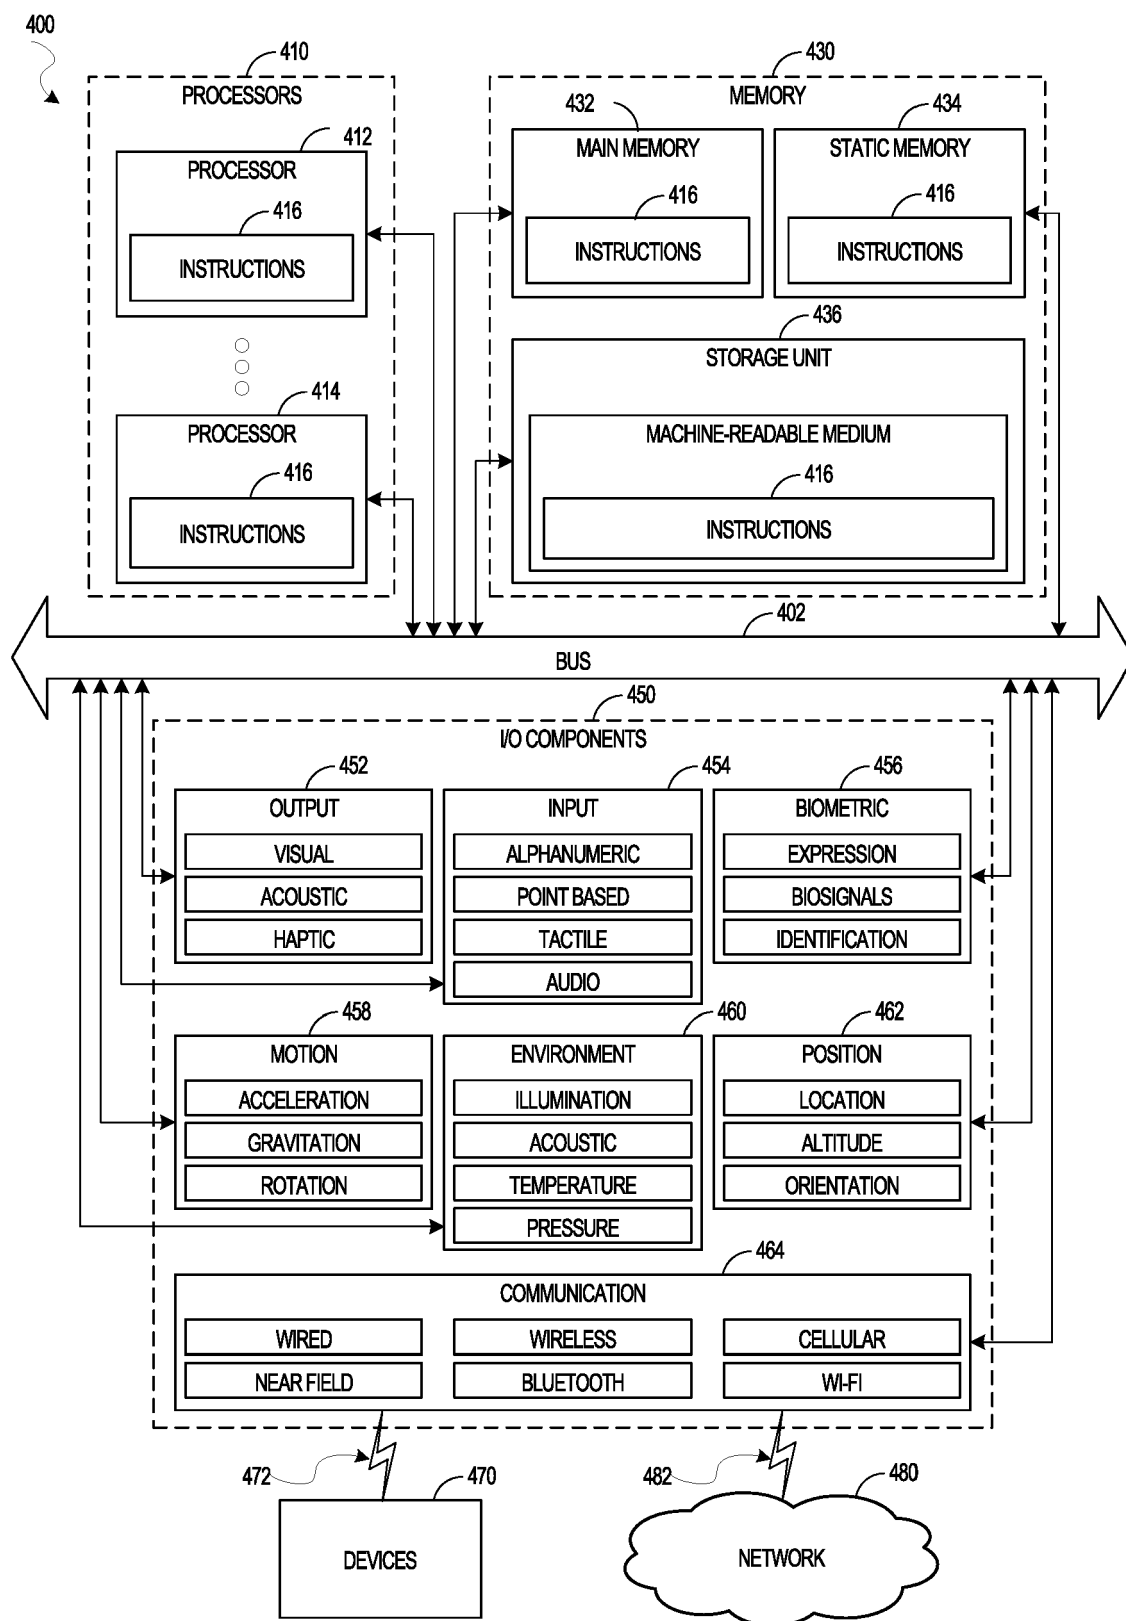 400
410
430
PROCESSORS
MEMORY
432
434
412
MAIN MEMORY
STATIC MEMORY
PROCESSOR
416
416
416
INSTRUCTIONS
INSTRUCTIONS
INSTRUCTIONS
436
STORAGE UNIT
414
PROCESSOR
MACHINE-READABLE MEDIUM
416
416
INSTRUCTIONS
INSTRUCTIONS
402
BUS
450
I/O COMPONENTS
452
454
456
OUTPUT
INPUT
BIOMETRIC
VISUAL
ALPHANUMERIC
EXPRESSION
ACOUSTIC
POINT BASED
BIOSIGNALS
HAPTIC
TACTILE
IDENTIFICATION
AUDIO
458
460
462
MOTION
ENVIRONMENT
POSITION
ACCELERATION
ILLUMINATION
LOCATION
GRAVITATION
ACOUSTIC
ALTITUDE
ROTATION
TEMPERATURE
ORIENTATION
PRESSURE
464
COMMUNICATION
WIRED
WIRELESS
CELLULAR
NEAR FIELD
BLUETOOTH
WI-FI
472
470
482
480
DEVICES
NETWORK